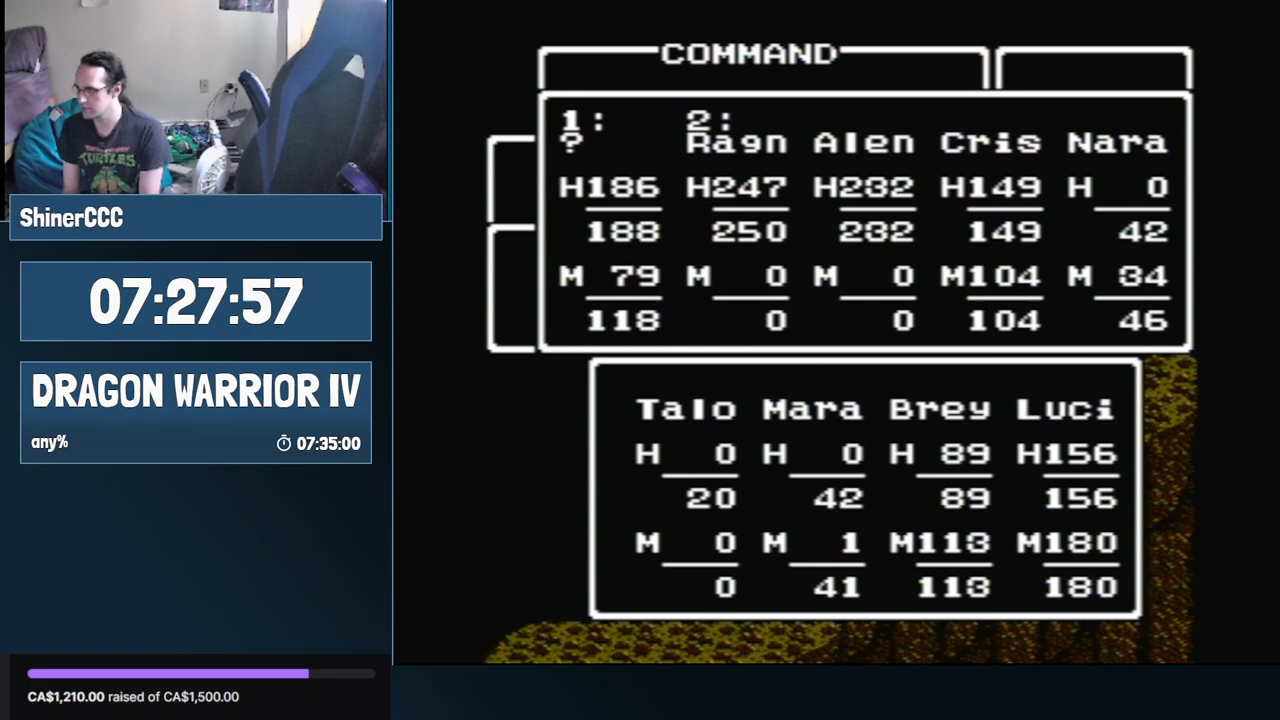 COMMAND
1: 2:
? Ragn Alen Cris Nara
H186 H247 H232 H149 H 0
188 250 232 149 42
M 79 M 0 M 0 M104 M 34
118 0 0 104 46
Talo Mara Brey Luci
H 0 H 0 H 89 H156
20 42 89 156
M 0 M 1 M113 M180
0 41 113 180
TURTLES
ShinerCCC
07:27:57
DRAGON WARRIOR IV
any% 07:35:00
CA$1,210.00 raised of CA$1,500.00